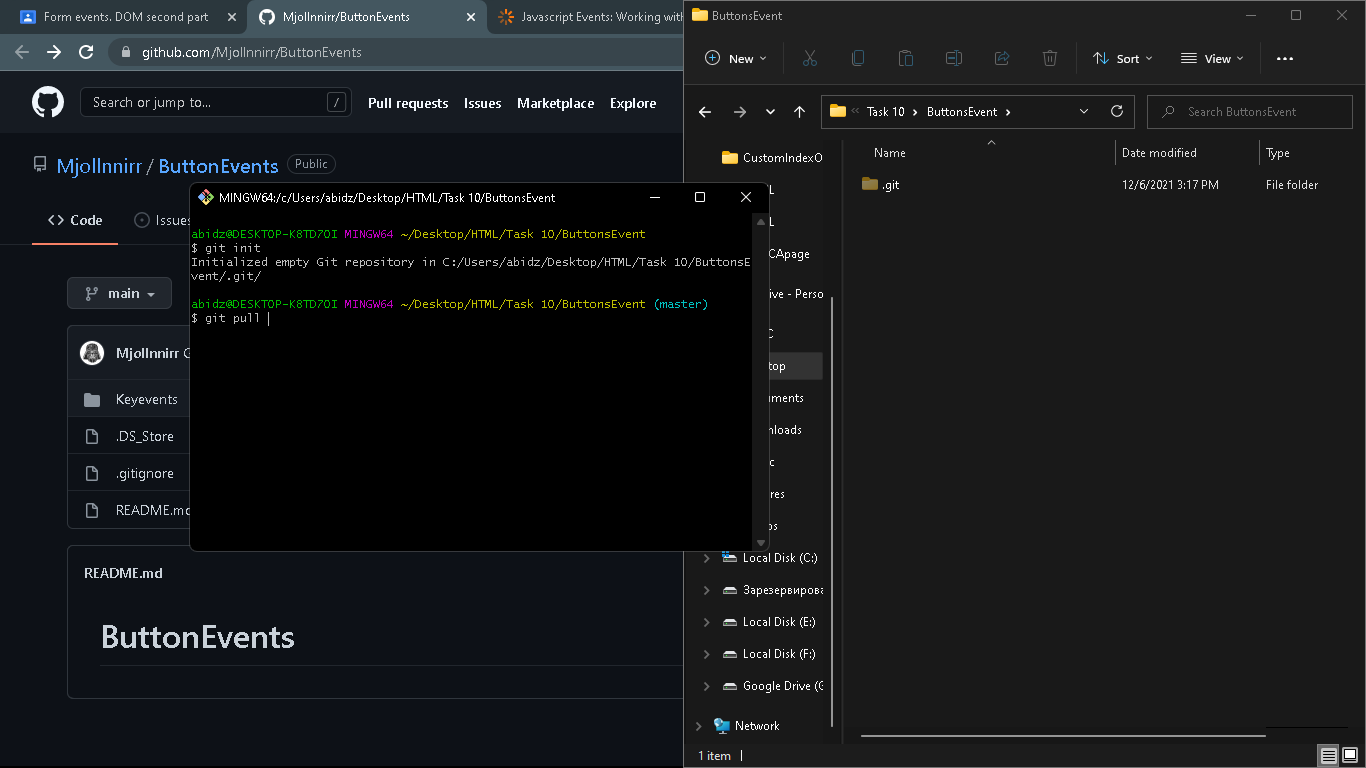 Form events. DOM second part
Mjollnnirr/ButtonEvents
Javascript Events: Working with
github.com/Mjollnnirr/ButtonEvents
Search or jump to...
/
Pull requests
Issues
Marketplace
Explore
Mjollnnirr / ButtonEvents
Public
Code
Issues
main
Mjollnnirr
Keyevents
.DS_Store
.gitignore
README.md
README.md
ButtonEvents
MINGW64:/c/Users/abidz/Desktop/HTML/Task 10/ButtonsEvent
abidz@DESKTOP-K8TD7OI MINGW64 ~/Desktop/HTML/Task 10/ButtonsEvent
$ git init
Initialized empty Git repository in C:/Users/abidz/Desktop/HTML/Task 10/ButtonsE
vent/.git/
abidz@DESKTOP-K8TD7OI MINGW64 ~/Desktop/HTML/Task 10/ButtonsEvent (master)
$ git pull
ButtonsEvent
New
Sort
View
Task 10
ButtonsEvent
Search ButtonsEvent
CustomIndexO
L
L
CApage
ive - Perso
C
top
uments
nloads
ic
res
os
Local Disk (C:)
Зарезервирова
Local Disk (E:)
Local Disk (F:)
Google Drive (G
Network
Name
Date modified
Type
.git
12/6/2021 3:17 PM
File folder
1 item